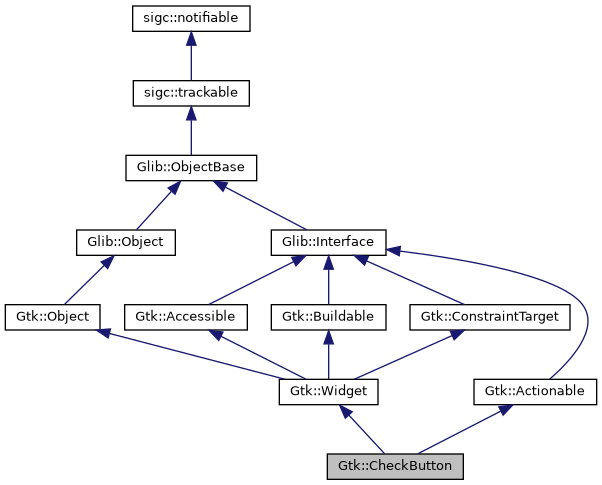 sigc::notifiable
sigc::trackable
Glib::ObjectBase
Glib::Object
Glib::Interface
Gtk::Object
Gtk::Accessible
Gtk::Buildable
Gtk::ConstraintTarget
Gtk::Widget
Gtk::Actionable
Gtk::CheckButton